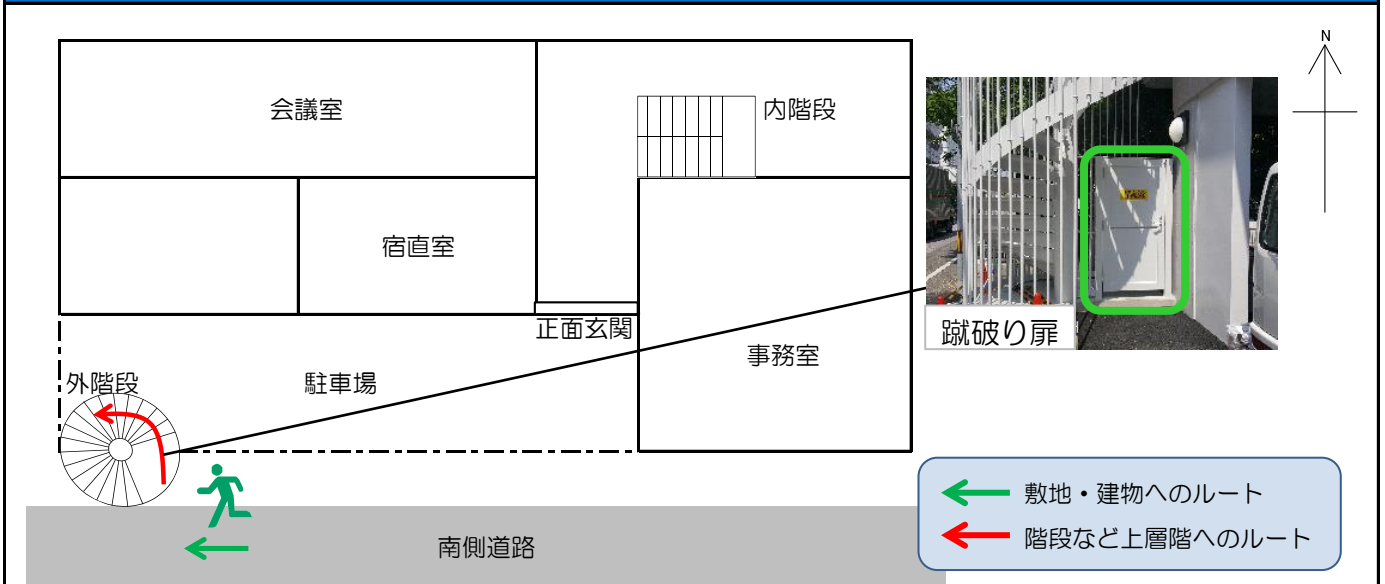 N
会議室
内階段
宿直室
正面玄関
蹴破り扉
事務室
外階段
駐車場
敷地・建物へのルート
階段など上層階へのルート
南側道路